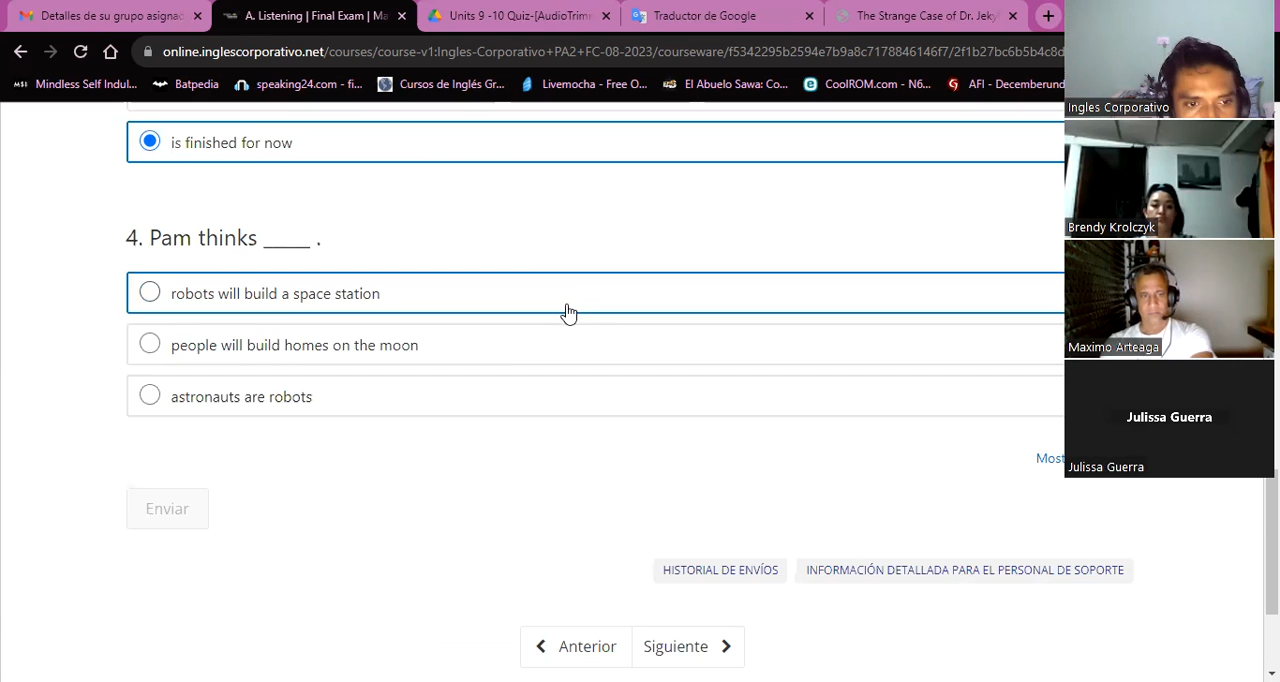 Detalles de su grupo asignad
A. Listening | Final Exam | Ma
Units 9 -10 Quiz-[AudioTrim
Traductor de Google
The Strange Case of Dr. Jekyl
online.inglescorporativo.net/courses/course-v1:Ingles-Corporativo+PA2+FC-08-2023/courseware/f5342295b2594e7b9a8c7178846146f7/2f1b27bc6b5b4c8d
Mindless Self Indul...
Batpedia
speaking24.com - fi...
Cursos de Inglés G...
Livemocha - Free O...
El Abuelo Sawa: Co...
CoolROM.com - N6...
AFI - Decemberund
is finished for now
4. Pam thinks _____ .
robots will build a space station
people will build homes on the moon
astronauts are robots
Most
Enviar
HISTORIAL DE ENVÍOS
INFORMACIÓN DETALLADA PARA EL PERSONAL DE SOPORTE
Anterior
Siguiente
Ingles Corporativo
Brendy Krolczyk
Maximo Arteaga
Julissa Guerra
Julissa Guerra